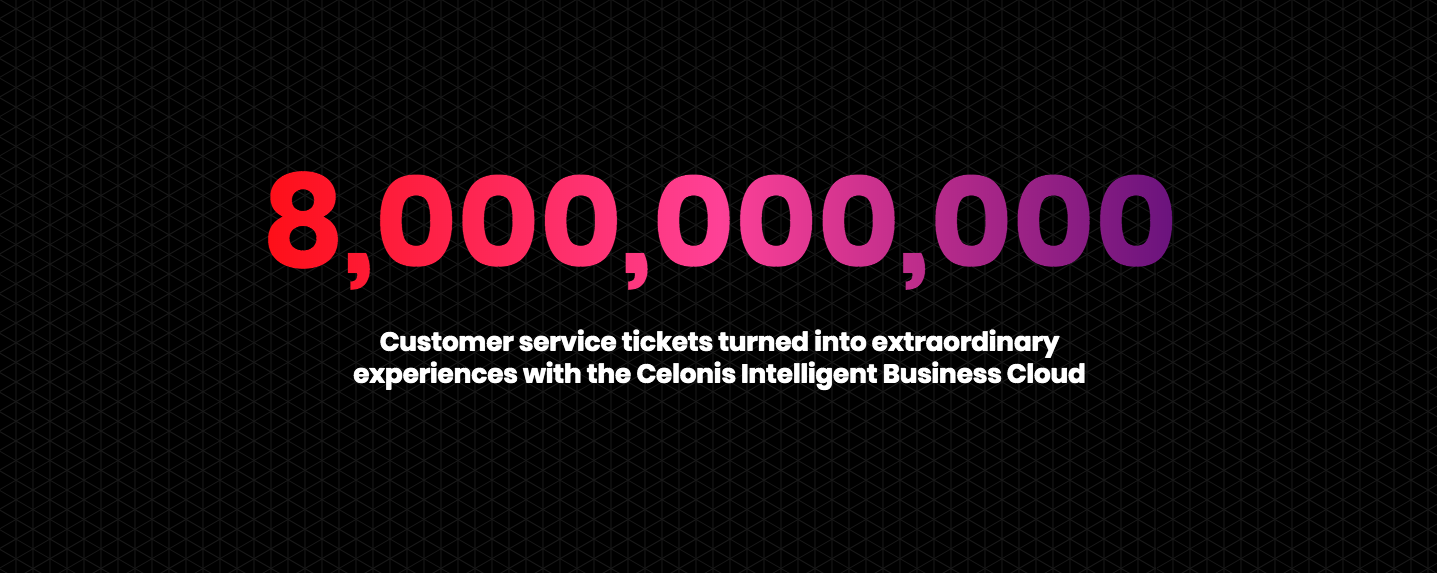 8,000,000,000
Customer service tickets turned into extraordinary
experiences with the Celonis Intelligent Business Cloud